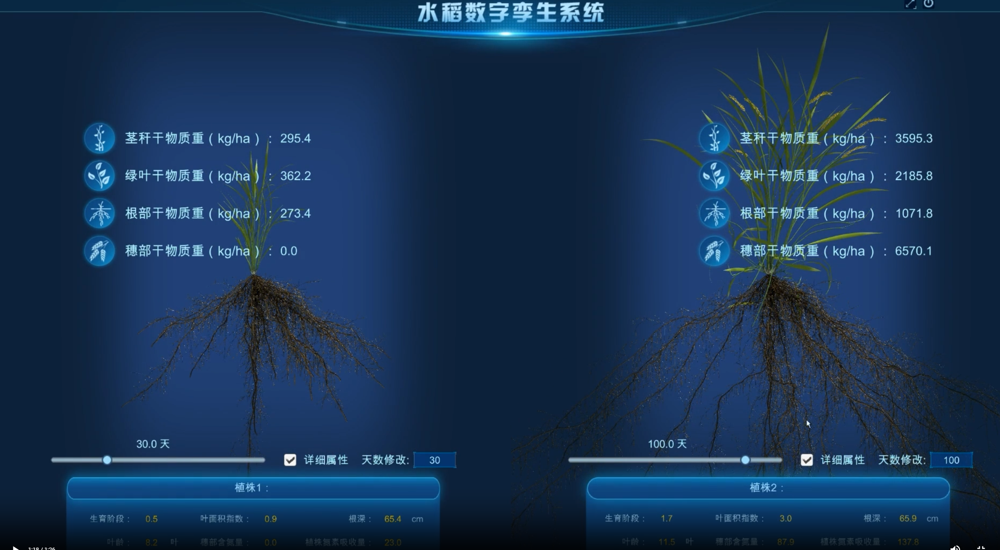 水稻数字孪生系统
茎秆干物质重(kg/ha)：295.4
绿叶干物质重(kg/ha)：362.2
根部干物质重(kg/ha)：273.4
穗部干物质重(kg/ha)：0.0
30.0 天
详细属性 天数修改: 30
植株1：
生育阶段：0.5 叶面积指数：0.9 根深：65.4 cm
叶龄：8.2 叶 穗部含氮量：0.0 植株氮素吸收量：23.0
茎秆干物质重(kg/ha)：3595.3
绿叶干物质重(kg/ha)：2185.8
根部干物质重(kg/ha)：1071.8
穗部干物质重(kg/ha)：6570.1
100.0 天
详细属性 天数修改: 100
植株2：
生育阶段：1.7 叶面积指数：3.0 根深：65.9 cm
叶龄：11.5 叶 穗部含氮量：87.9 植株氮素吸收量：137.8
1:18 / 1:26